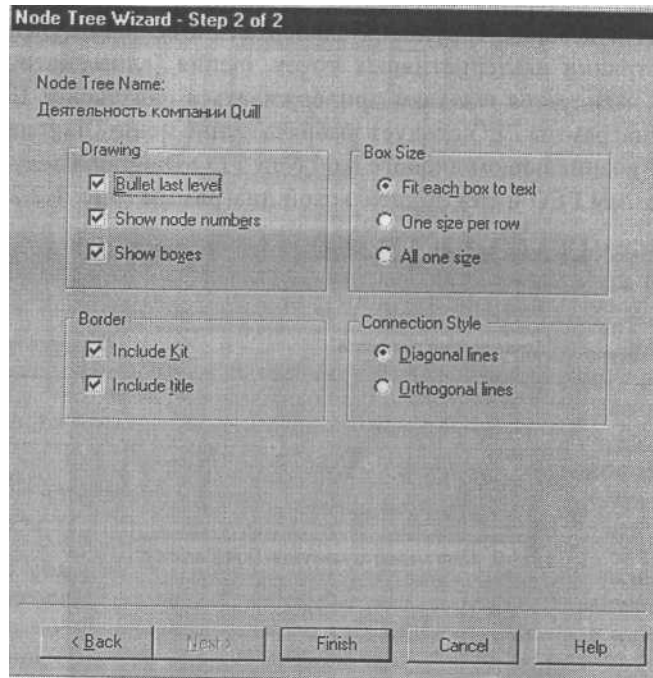 Node Tree Wizard - Step 2 of 2
Node Tree Name:
Деятельность компании Quill
Drawing
Bullet last level
Show node numbers
Show boxes
Box Size
Fit each box to text
One size per row
All one size
Border
Include Kit
Include title
Connection Style
Diagonal lines
Orthogonal lines
< Back
Next >
Finish
Cancel
Help